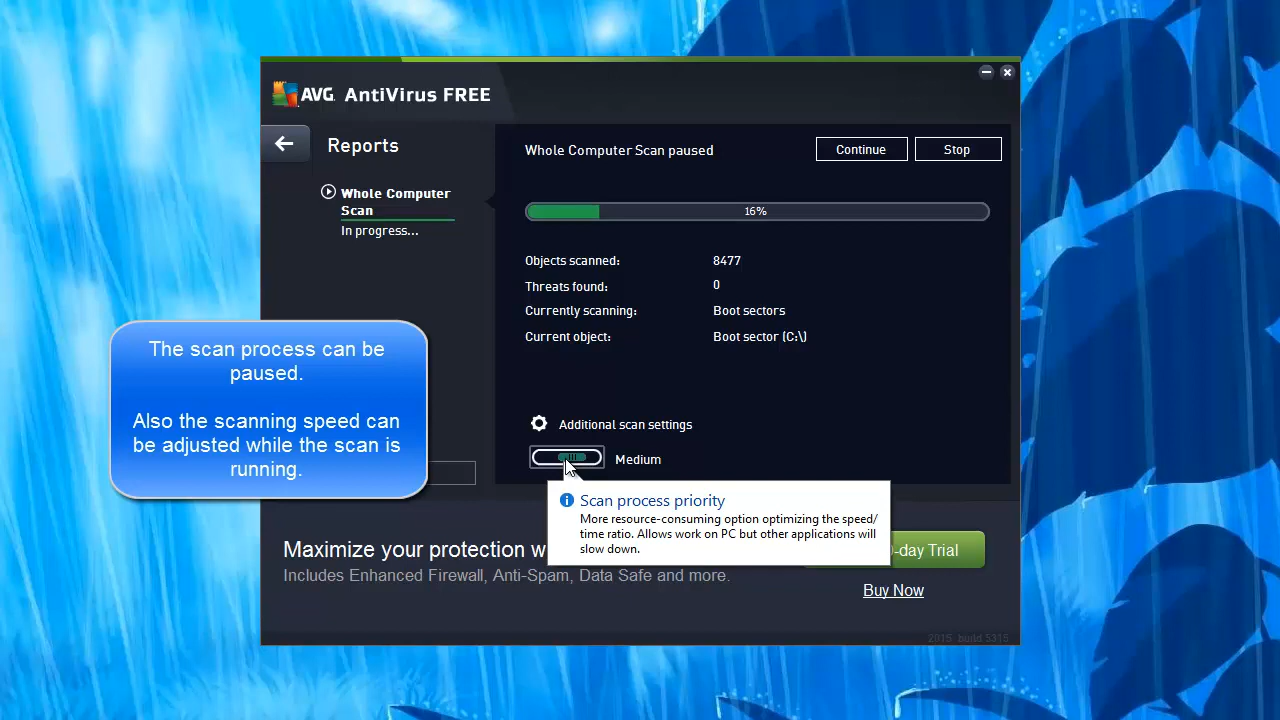 AVG. AntiVirus FREE
Reports
Whole Computer
Scan
In progress...
Whole Computer Scan paused
Continue
Stop
16%
Objects scanned: 8477
Threats found: 0
Currently scanning: Boot sectors
Current object: Boot sector (C:\)
The scan process can be
paused.
Also the scanning speed can
be adjusted while the scan is
running.
Additional scan settings
Medium
Scan process priority
More resource-consuming option optimizing the speed/
time ratio. Allows work on PC but other applications will
slow down.
Maximize your protection w
-day Trial
Includes Enhanced Firewall, Anti-Spam, Data Safe and more.
Buy Now
2015. build 5315